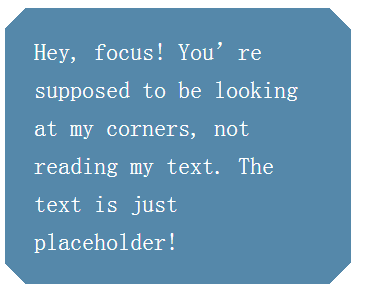 Hey, focus! You’re
supposed to be looking
at my corners, not
reading my text. The
text is just
placeholder!